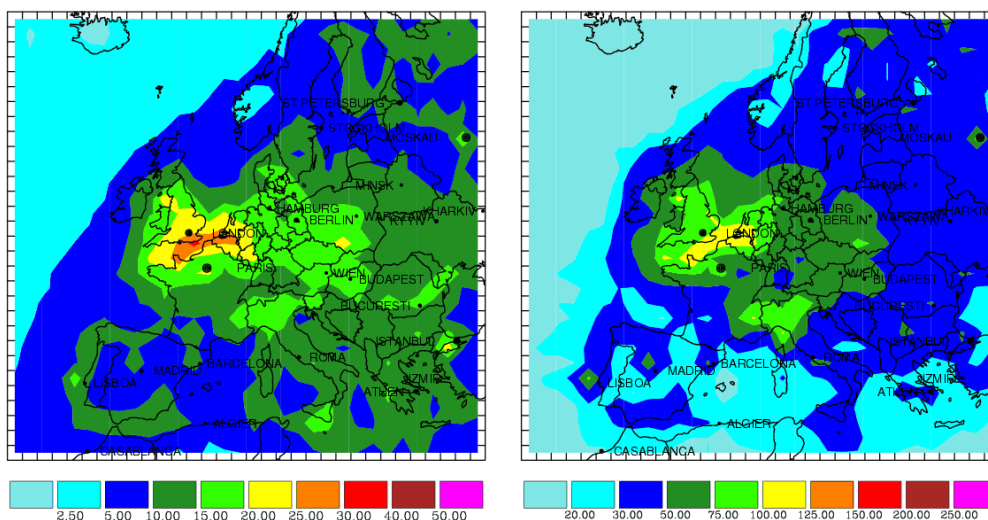 ST.PETERSBURG
STOCKHOLM
MOSKAU
MINSK
HAMBURG
BERLIN
WARSZAWA
KHARKIV
KYYIV
LONDON
PARIS
WIEN
BUDAPEST
BUCURESTI
ISTANBUL
ROMA
BARCELONA
MADRID
LISBOA
IZMIR
ATHEN
ALGIER
CASABLANCA
2.50 5.00 10.00 15.00 20.00 25.00 30.00 40.00 50.00
ST.PETERSBURG
STOCKHOLM
MOSKAU
MINSK
HAMBURG
BERLIN
WARSZAWA
KHARKIV
KYYIV
LONDON
PARIS
WIEN
BUDAPEST
BUCURESTI
ISTANBUL
ROMA
BARCELONA
MADRID
LISBOA
IZMIR
ATHEN
ALGIER
CASABLANCA
20.00 30.00 50.00 75.00 100.00 125.00 150.00 200.00 250.00